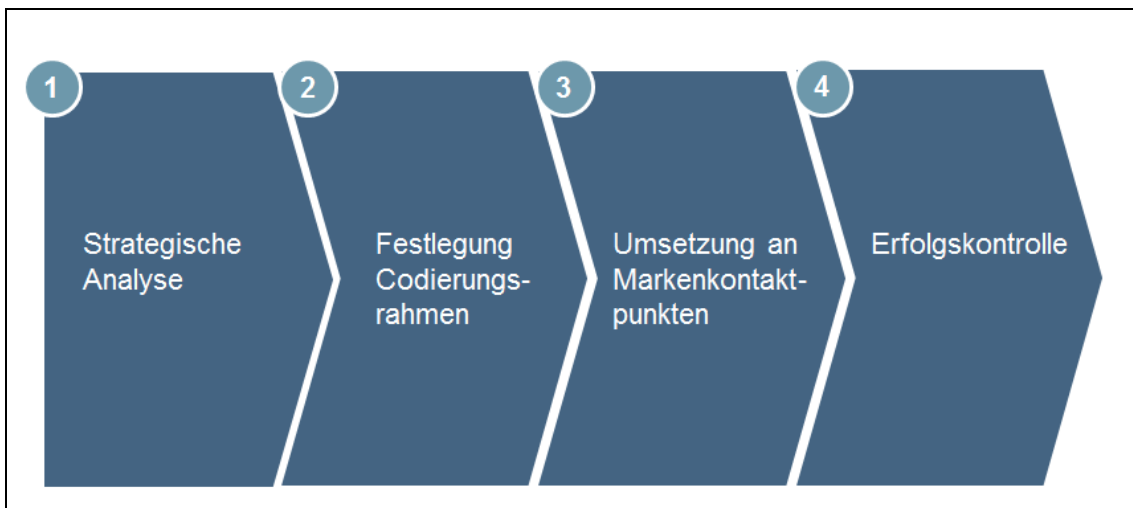 1
Strategische
Analyse
2
Festlegung
Codierungs-
rahmen
3
Umsetzung an
Markenkontakt-
punkten
4
Erfolgskontrolle